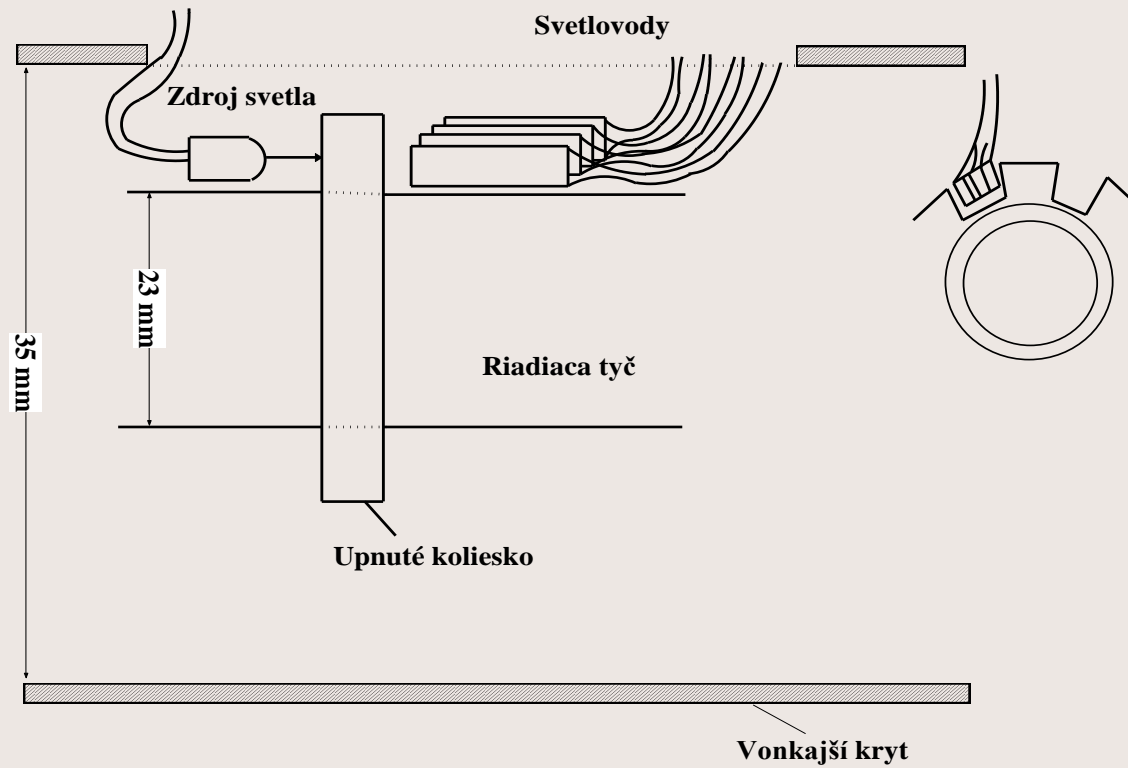 Svetlovody
Zdroj svetla
23 mm
35 mm
Riadiaca tyč
Upnuté koliesko
Vonkajší kryt